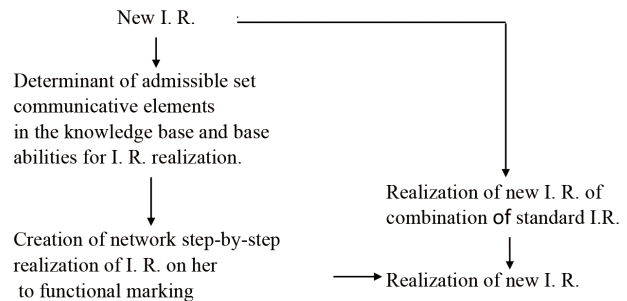 New I. R.
Determinant of admissible set
communicative elements
in the knowledge base and base
abilities for I. R. realization.
Creation of network step-by-step
realization of I. R. on her
to functional marking
Realization of new I. R. of
combination of standard I.R.
Realization of new I. R.